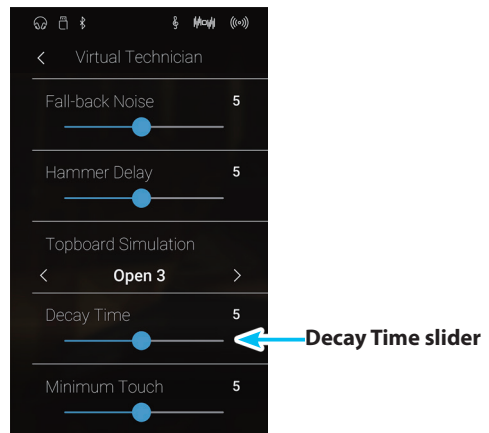 Virtual Technician
Fall-back Noise 5
Hammer Delay 5
Topboard Simulation
Open 3
Decay Time 5
Decay Time slider
Minimum Touch 5